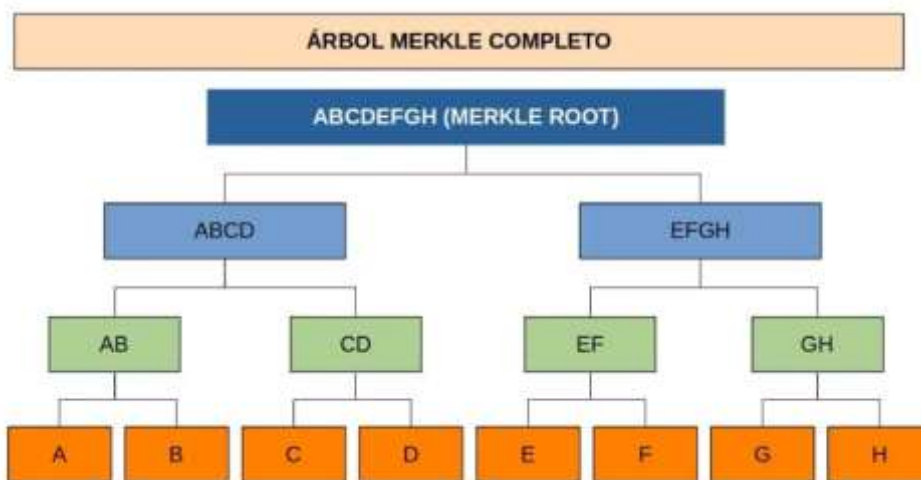 ÁRBOL MERKLE COMPLETO
ABCDEFGH (MERKLE ROOT)
ABCD
EFGH
AB
CD
EF
GH
A
B
C
D
E
F
G
H